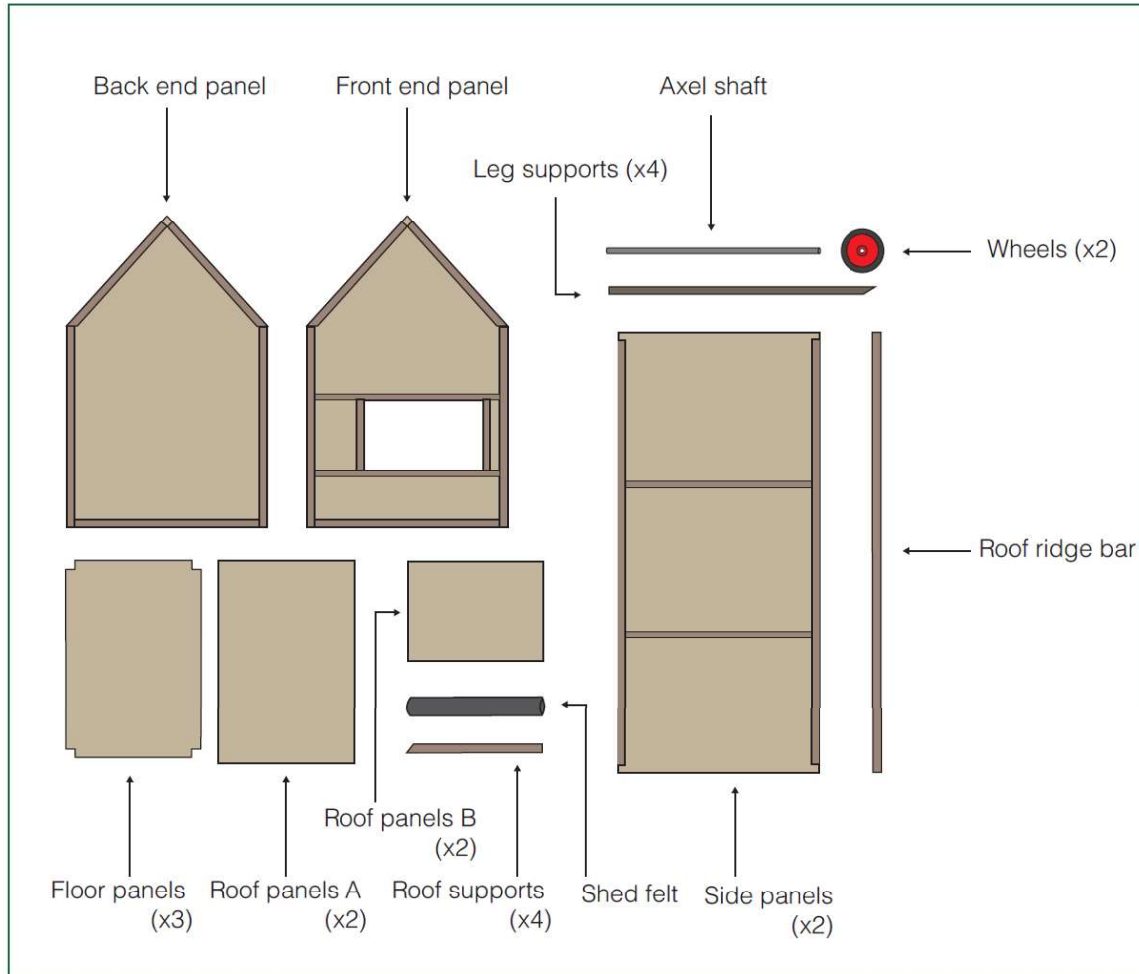 Back end panel
Front end panel
Axel shaft
Leg supports (x4)
Wheels (x2)
Roof ridge bar
Roof panels B
(x2)
Floor panels
(x3)
Roof panels A
(x2)
Roof supports
(x4)
Shed felt
Side panels
(x2)